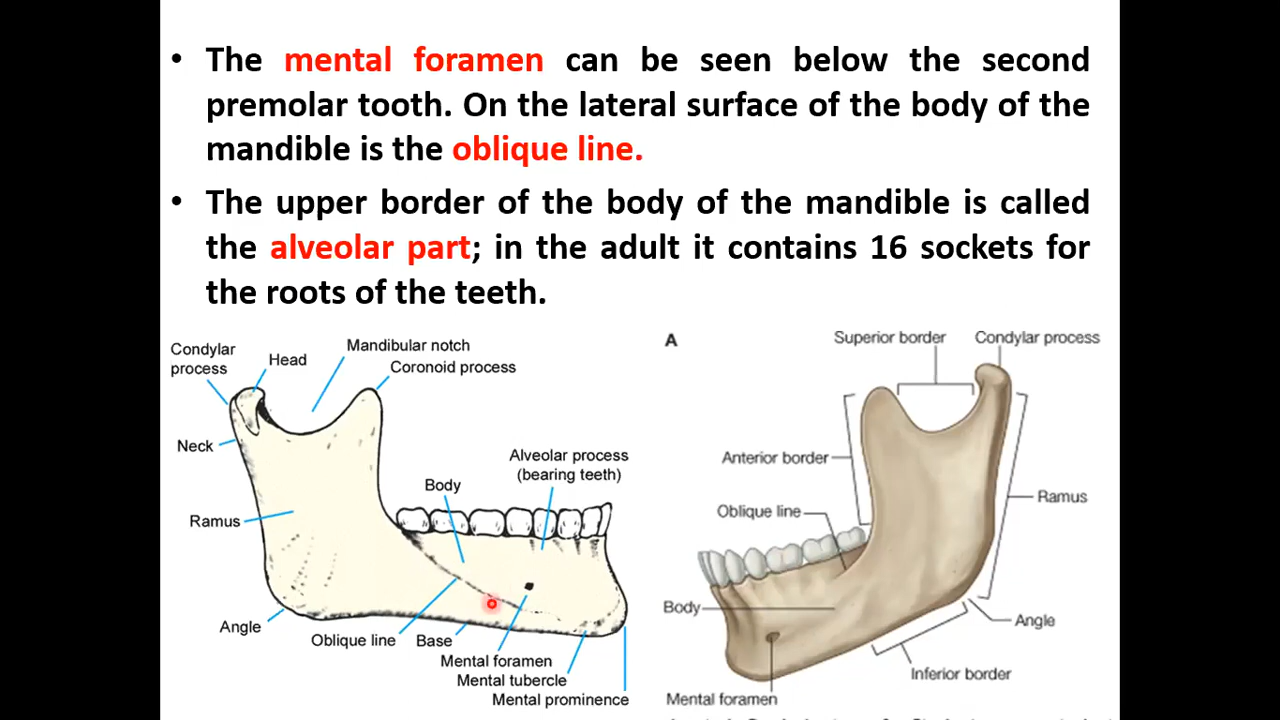 • The mental foramen can be seen below the second
premolar tooth. On the lateral surface of the body of the
mandible is the oblique line.
• The upper border of the body of the mandible is called
the alveolar part; in the adult it contains 16 sockets for
the roots of the teeth.
Condylar
process
Head
Mandibular notch
Coronoid process
Neck
Alveolar process
(bearing teeth)
Body
Ramus
Angle
Oblique line
Base
Mental foramen
Mental tubercle
Mental prominence
A
Superior border
Condylar process
Anterior border
Ramus
Oblique line
Body
Angle
Inferior border
Mental foramen